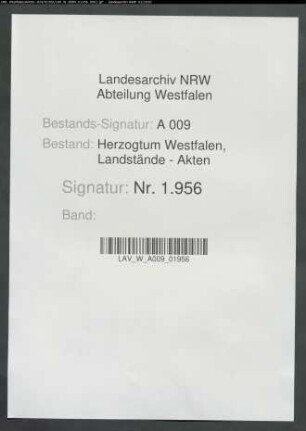 Landesarchiv NRW
Abteilung Westfalen
Bestands-Signatur: A 009
Bestand: Herzogtum Westfalen,
Landstände - Akten
Signatur: Nr. 1.956
Band:
LAV_W_A009_01956